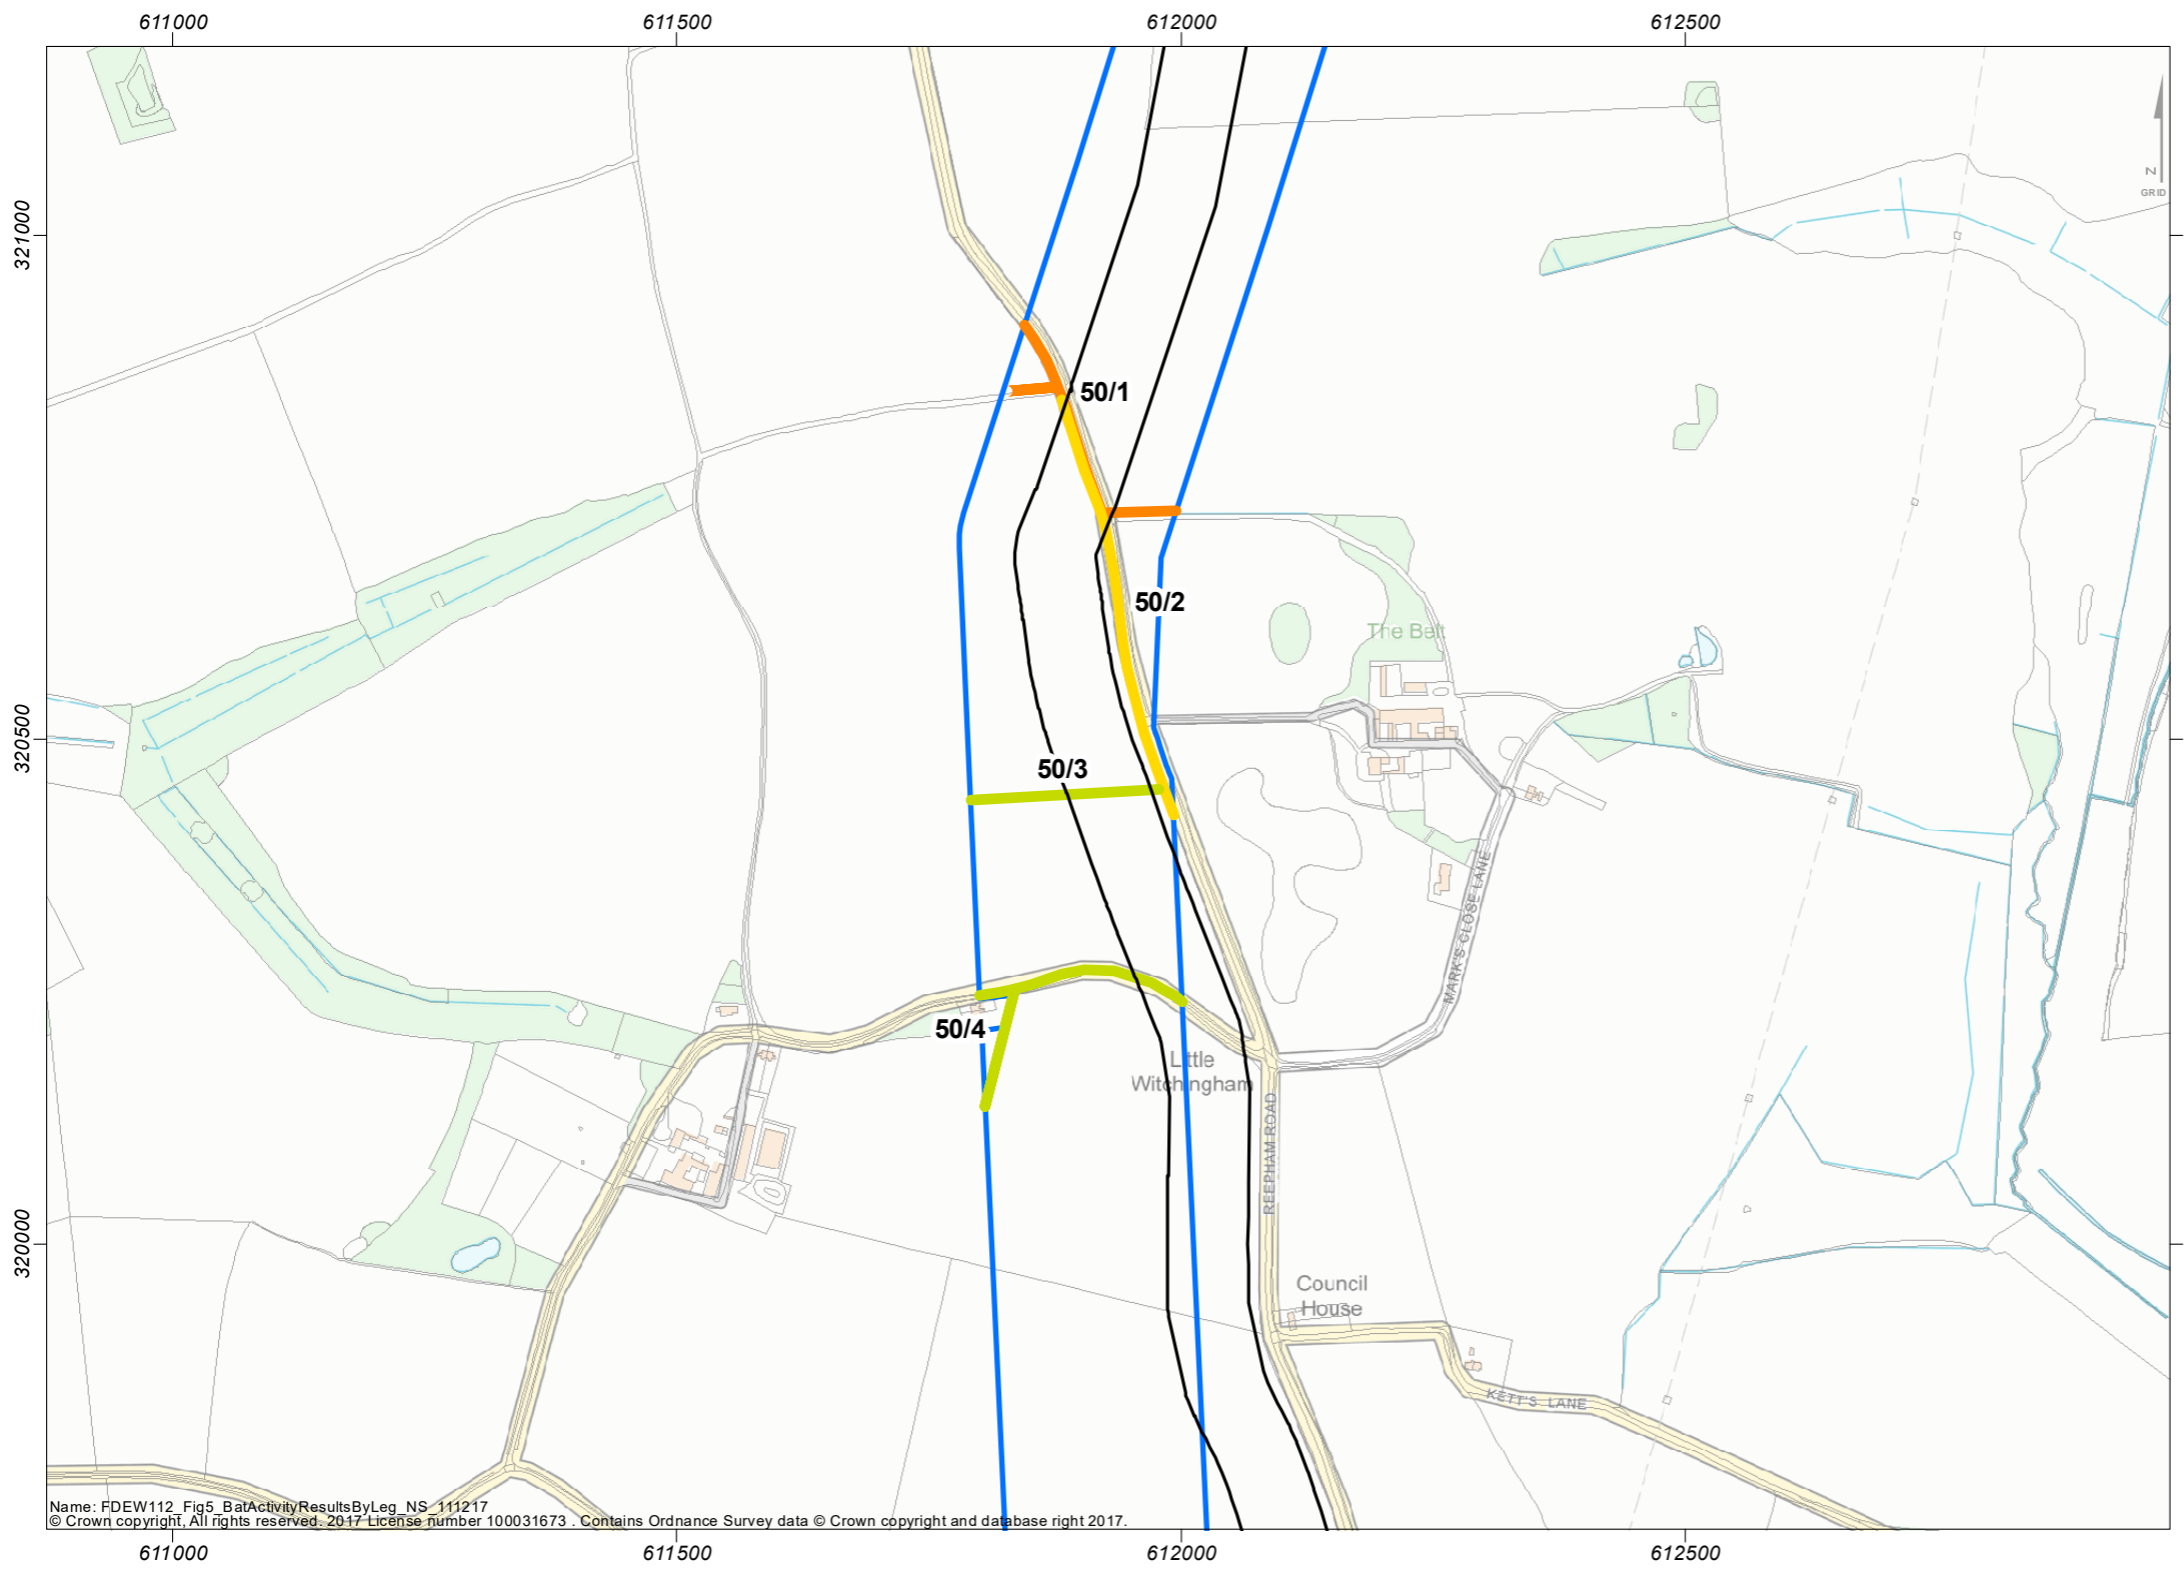 611000
611500
612000
612500
321000
N
GRID
50/1
50/2
The Belt
320500
50/3
MARK'S CLOSE LANE
50/4
Little
Witchingham
REEPHAM ROAD
320000
Council
House
KETT'S LANE
Name: FDEW112_Fig5_BatActivityResultsByLeg_NS_111217
© Crown copyright, All rights reserved. 2017 License number 100031673 . Contains Ordnance Survey data © Crown copyright and database right 2017.
611000
611500
612000
612500